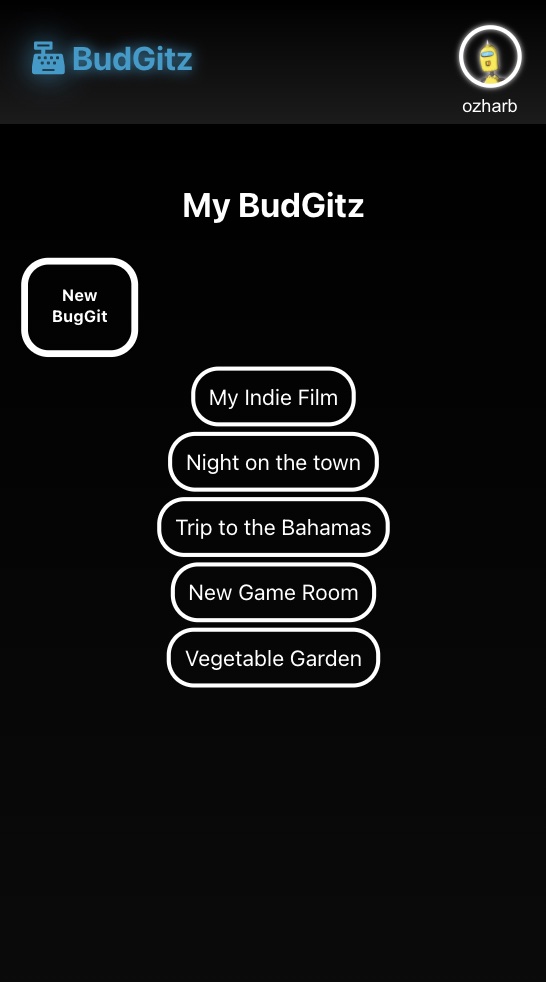 BudGitz
ozharb
My BudGitz
New
BugGit
My Indie Film
Night on the town
Trip to the Bahamas
New Game Room
Vegetable Garden